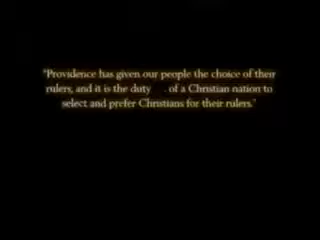 "Providence has given our people the choice of their
rulers, and it is the duty . of a Christian nation to
select and prefer Christians for their rulers."